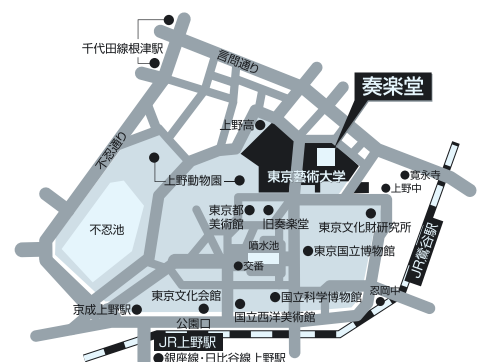 千代田線根津駅
言問通り
奏楽堂
不忍通り
上野高
東京藝術大学
寛永寺
上野中
上野動物園
東京都
美術館
旧奏楽堂
東京文化財研究所
不忍池
噴水池
東京国立博物館
JR鶯谷駅
交番
忍岡中
東京文化会館
国立科学博物館
京成上野駅
国立西洋美術館
公園口
JR上野駅
銀座線・日比谷線上野駅